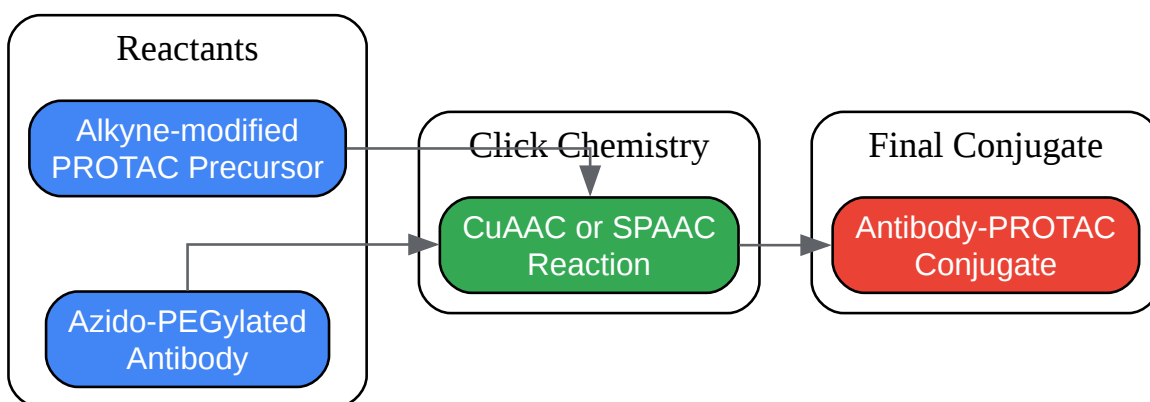 Reactants
Alkyne-modified
PROTAC Precursor
Azido-PEGylated
Antibody
Click Chemistry
CuAAC or SPAAC
Reaction
Final Conjugate
Antibody-PROTAC
Conjugate